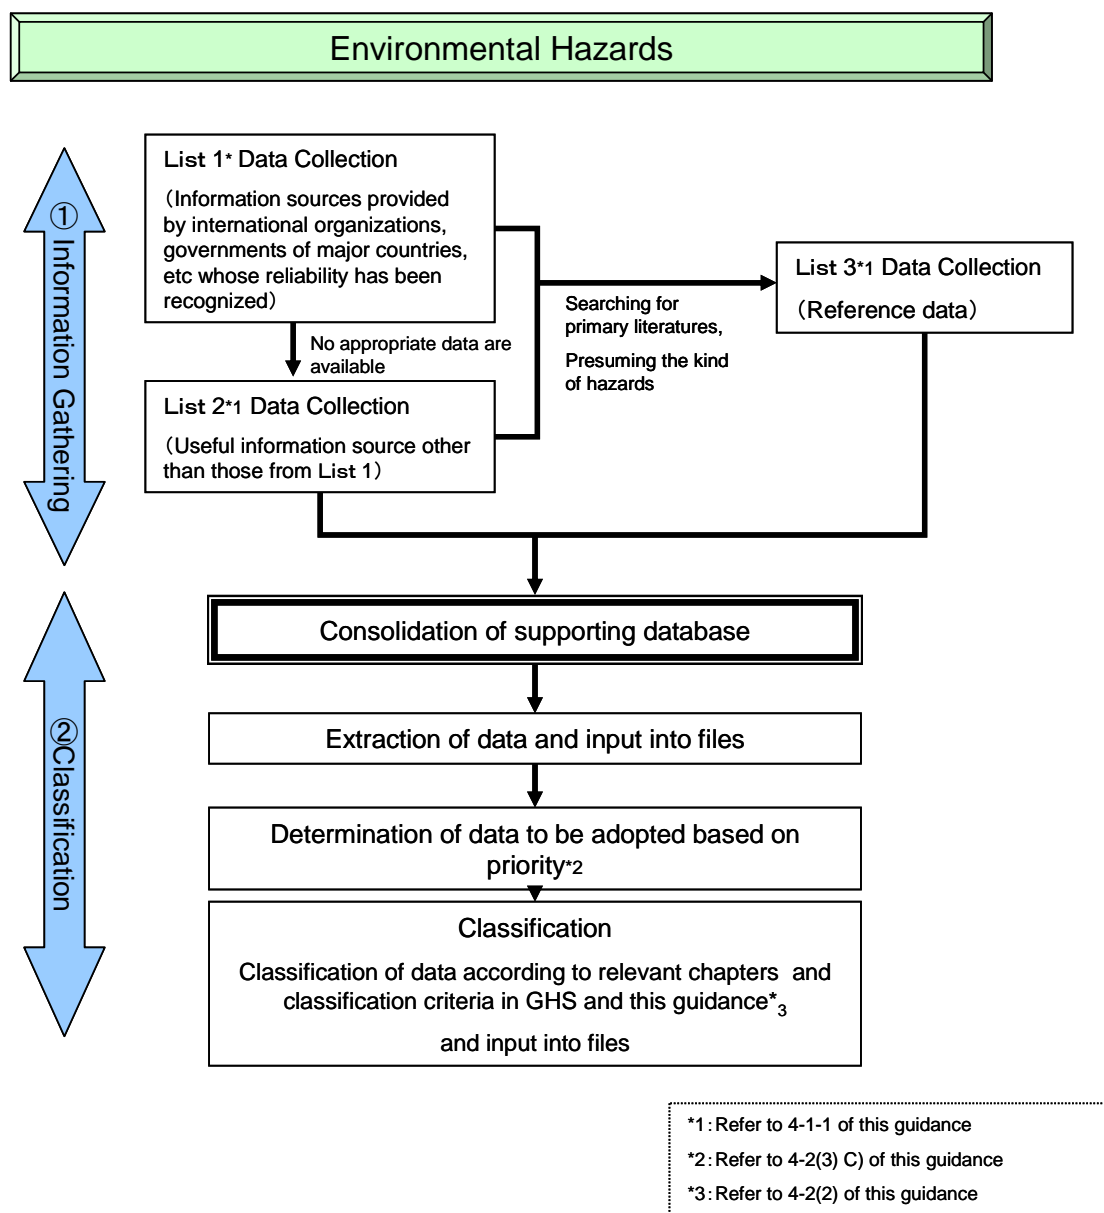 Environmental Hazards
① Information Gathering
List 1* Data Collection
（Information sources provided
by international organizations,
governments of major countries,
etc whose reliability has been
recognized）
No appropriate data are
available
List 2*1 Data Collection
（Useful information source other
than those from List 1）
Searching for
primary literatures,
Presuming the kind
of hazards
List 3*1 Data Collection
（Reference data）
②Classification
Consolidation of supporting database
Extraction of data and input into files
Determination of data to be adopted based on
priority*2
Classification
Classification of data according to relevant chapters and
classification criteria in GHS and this guidance*3
and input into files
*1：Refer to 4-1-1 of this guidance
*2：Refer to 4-2(3) C) of this guidance
*3：Refer to 4-2(2) of this guidance